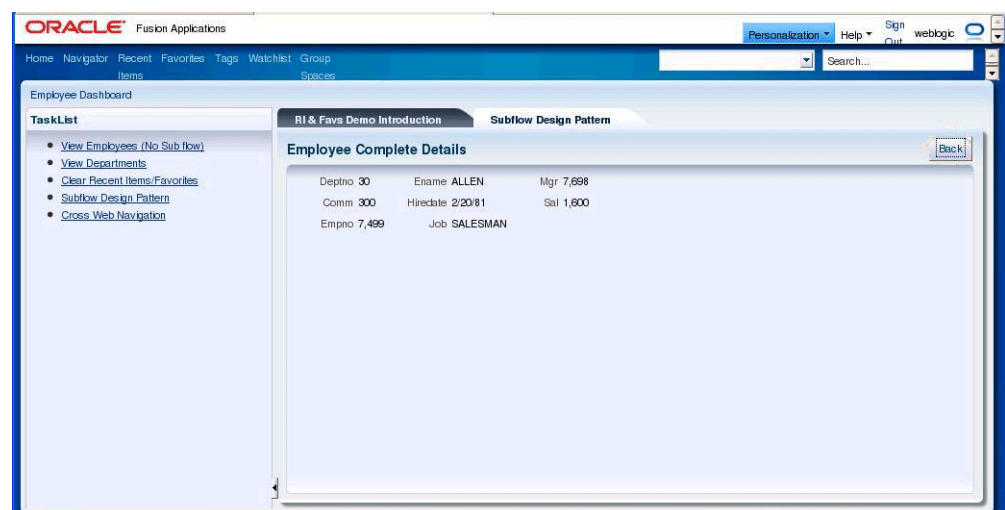 ORACLE Fusion Applications
Personalization Help Sign Out weblogic
Home Navigator Recent Items Favorites Tags Watchlist Group Spaces
Search...
Employee Dashboard
TaskList
View Employees (No Sub flow)
View Departments
Clear Recent Items/Favorites
Subflow Design Pattern
Cross Web Navigation
RI & Favs Demo Introduction Subflow Design Pattern
Employee Complete Details Back
Deptno 30 Ename ALLEN Mgr 7,698
Comm 300 Hiredate 2/20/81 Sal 1,600
Empno 7,499 Job SALESMAN